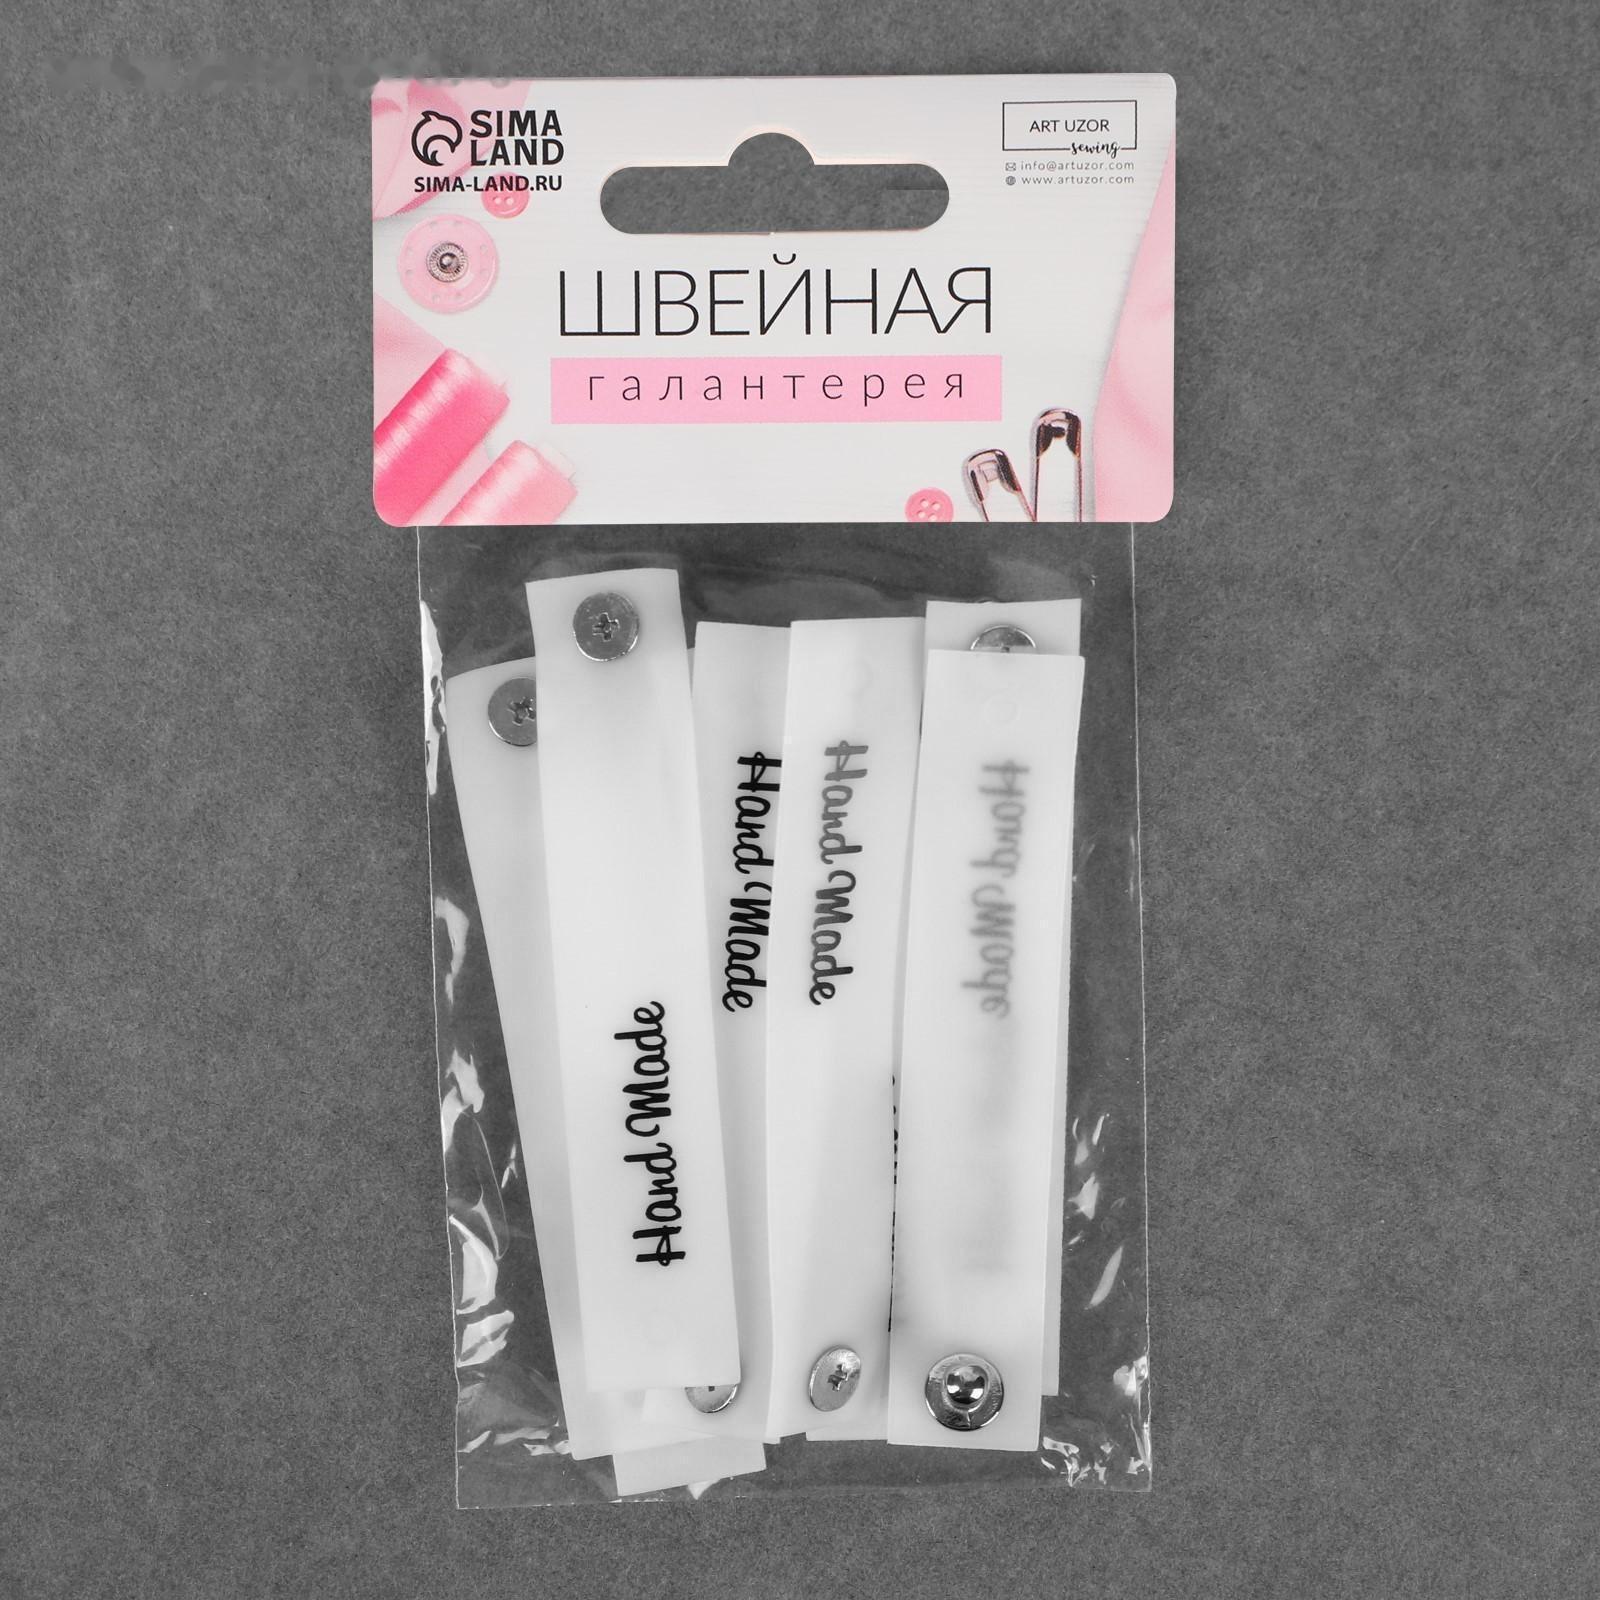 SIMA
LAND
SIMA-LAND.RU
ART UZOR
sewing
info@artuzor.com
www.artuzor.com
ШВЕЙНАЯ
галантерея
Hand Made
Hand Made
Hand Made
Hand Made